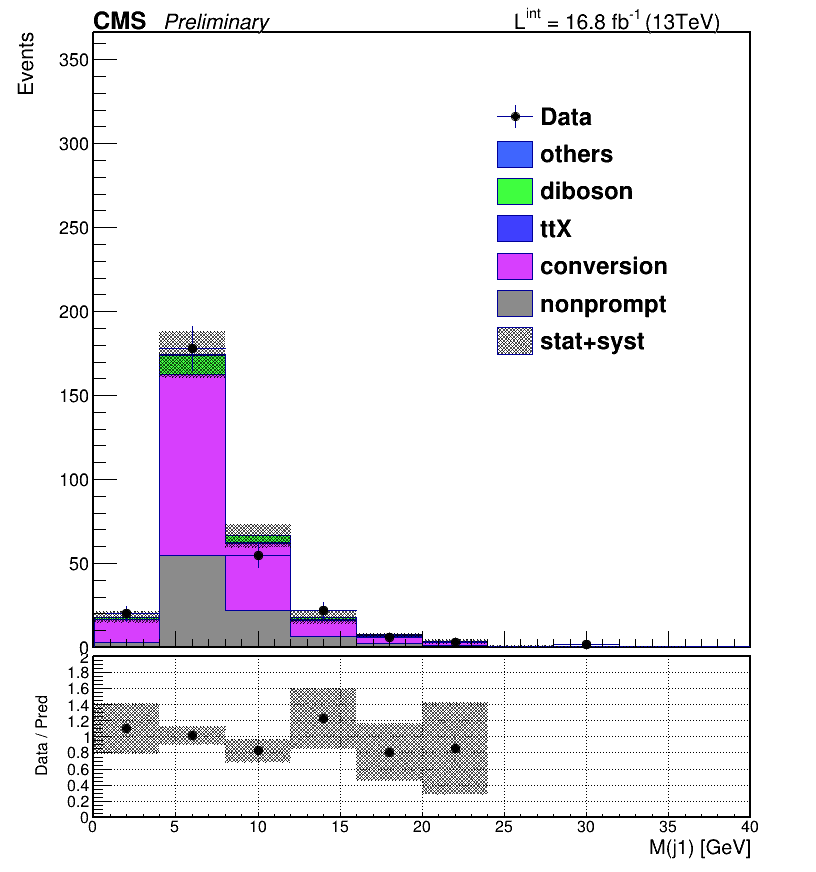 CMS Preliminary L^int = 16.8 fb^-1 (13TeV)
Events
350
300
250
200
150
100
50
0
Data
others
diboson
ttX
conversion
nonprompt
stat+syst
Data / Pred
2
1.8
1.6
1.4
1.2
1
0.8
0.6
0.4
0.2
0
0 5 10 15 20 25 30 35 40
M(j1) [GeV]